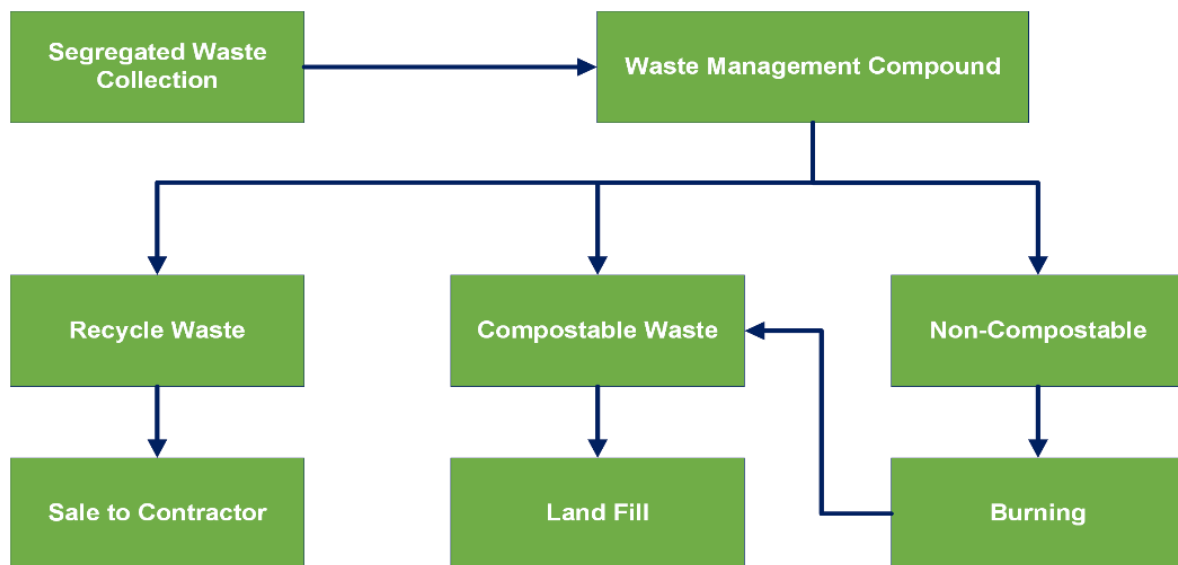 Segregated Waste
Collection
Waste Management Compound
Recycle Waste
Compostable Waste
Non-Compostable
Sale to Contractor
Land Fill
Burning